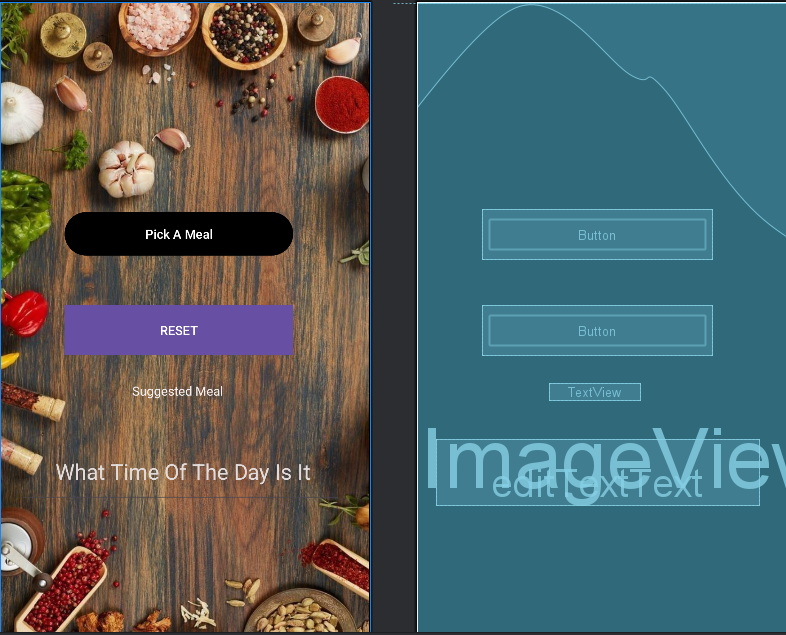 Pick A Meal
RESET
Suggested Meal
What Time Of The Day Is It
Button
Button
TextView
ImageView
editTextText